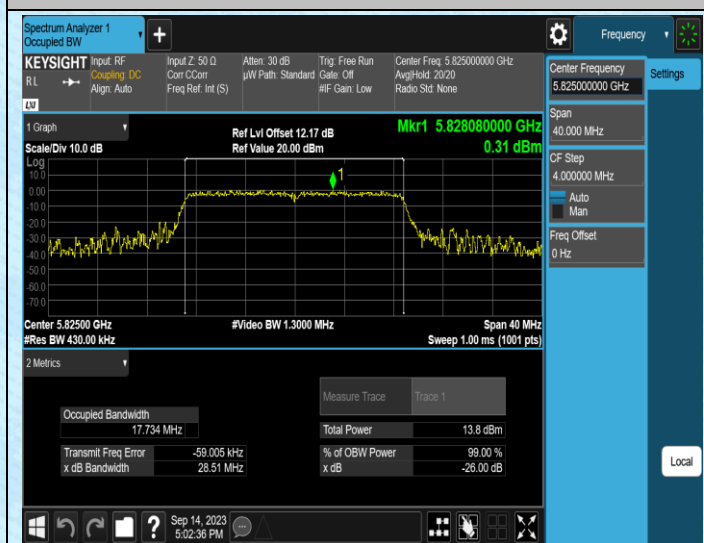 Spectrum Analyzer 1
Occupied BW
+
Frequency
KEYSIGHT
RL
LXI
Input: RF
Coupling: DC
Align: Auto
Input Z: 50 Ω
Corr CCorr
Freq Ref: Int (S)
Atten: 30 dB
µW Path: Standard
Trig: Free Run
Gate: Off
#IF Gain: Low
Center Freq: 5.825000000 GHz
Avg|Hold: 20/20
Radio Std: None
Center Frequency
5.825000000 GHz
Settings
Span
40.000 MHz
CF Step
4.000000 MHz
Auto
Man
Freq Offset
0 Hz
1 Graph
Scale/Div 10.0 dB
Ref Lvl Offset 12.17 dB
Ref Value 20.00 dBm
Mkr1 5.828080000 GHz
0.31 dBm
Log
10.0
0.00
-10.0
-20.0
-30.0
-40.0
-50.0
-60.0
-70.0
1
Center 5.82500 GHz
#Res BW 430.00 kHz
#Video BW 1.3000 MHz
Span 40 MHz
Sweep 1.00 ms (1001 pts)
2 Metrics
Measure Trace Trace 1
Occupied Bandwidth
17.734 MHz
Total Power 13.8 dBm
Transmit Freq Error -59.005 kHz
% of OBW Power 99.00 %
x dB Bandwidth 28.51 MHz
x dB -26.00 dB
Local
?
Sep 14, 2023
5:02:36 PM